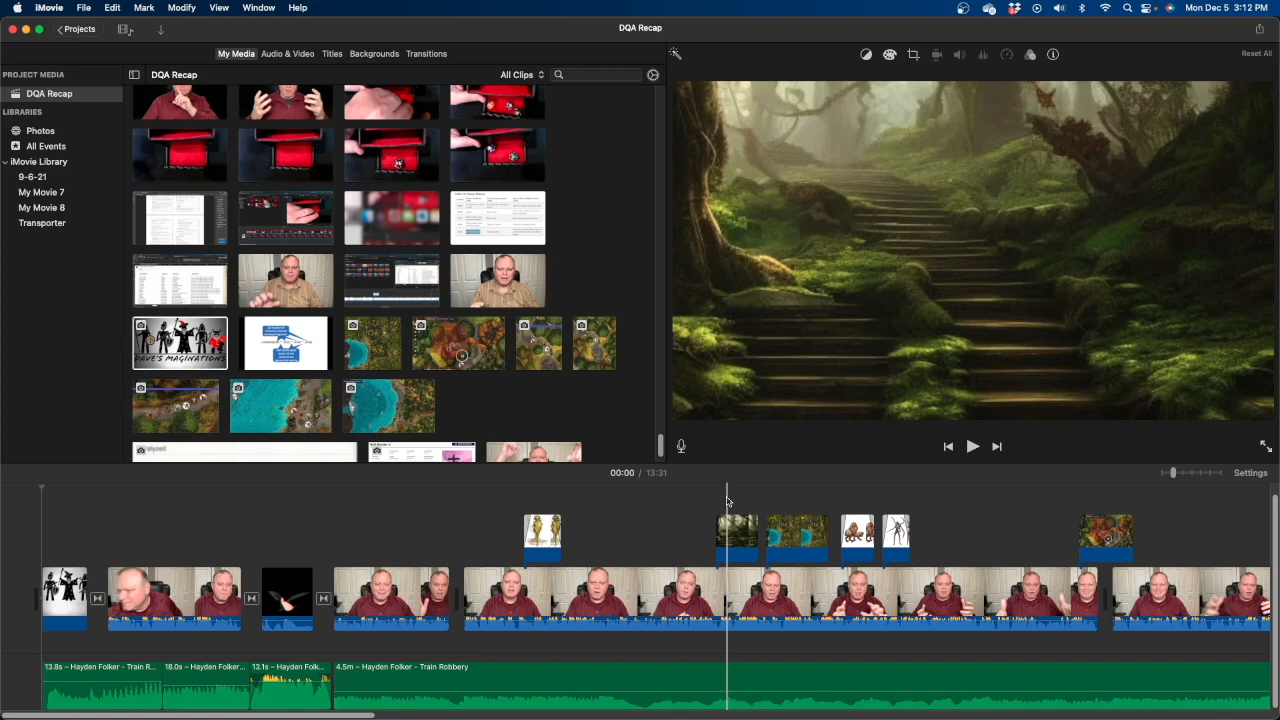 iMovie File Edit Mark Modify View Window Help Mon Dec 5 3:12 PM
Projects DQA Recap
My Media Audio & Video Titles Backgrounds Transitions Reset All
PROJECT MEDIA DQA Recap All Clips
DQA Recap
LIBRARIES
Photos
All Events
iMovie Library
9-6-21
My Movie 7
My Movie 8
Transporter
DAVE'S MAGINATIONS
00:00 / 13:31 Settings
13.8s – Hayden Folker - Train R... 18.0s – Hayden Folker... 13.1s – Hayden Folk... 4.5m – Hayden Folker - Train Robbery